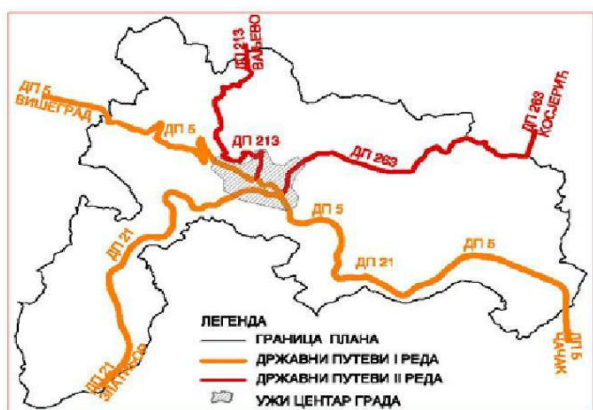 ДП 213
ВАЉЕВО
ДП 5
ВИШЕГРАД
ДП 5
ДП 213
ДП 263
ДП 263
КОСЈЕРИЋ
ДП 5
ДП 21
ДП 21
ДП 5
ДП 5
ЧАЧАК
ДП 21
ЗЛАТИБОР
ЛЕГЕНДА
ГРАНИЦА ПЛАНА
ДРЖАВНИ ПУТЕВИ I РЕДА
ДРЖАВНИ ПУТЕВИ II РЕДА
УЖИ ЦЕНТАР ГРАДА